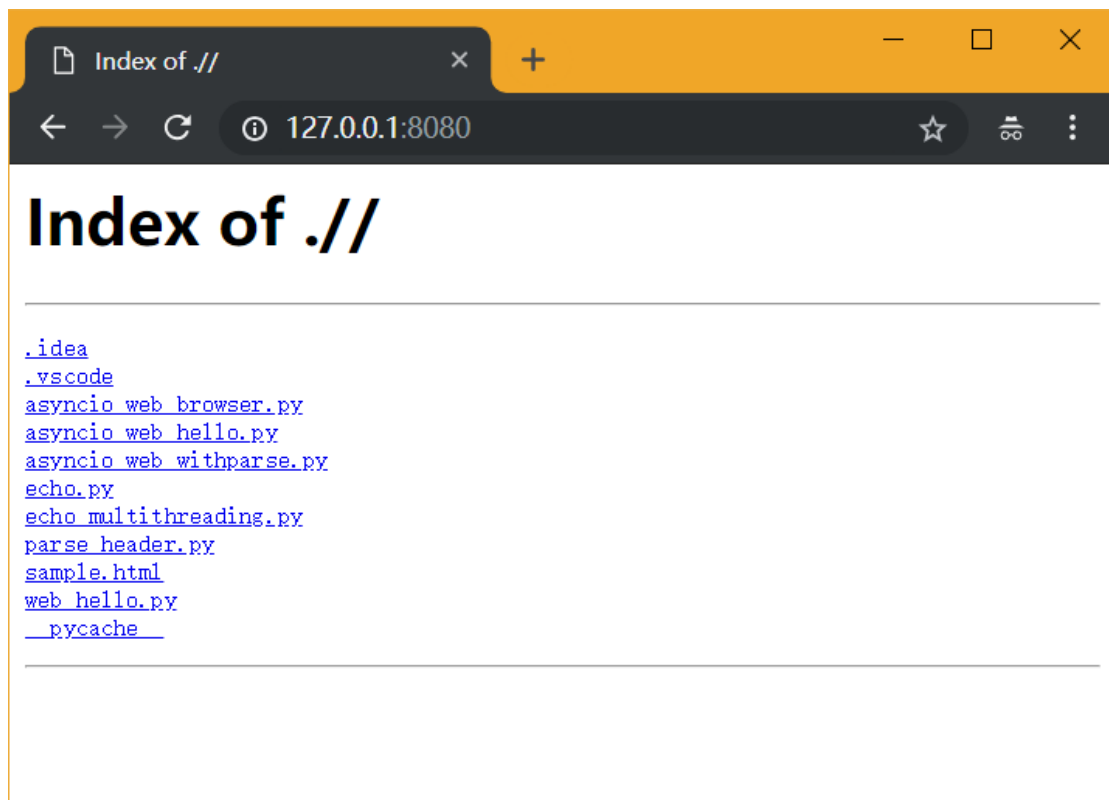 Index of .//
127.0.0.1:8080
Index of .//
.idea
.vscode
asyncio_web_browser.py
asyncio_web_hello.py
asyncio_web_withparse.py
echo.py
echo_multithreading.py
parse_header.py
sample.html
web_hello.py
__pycache__